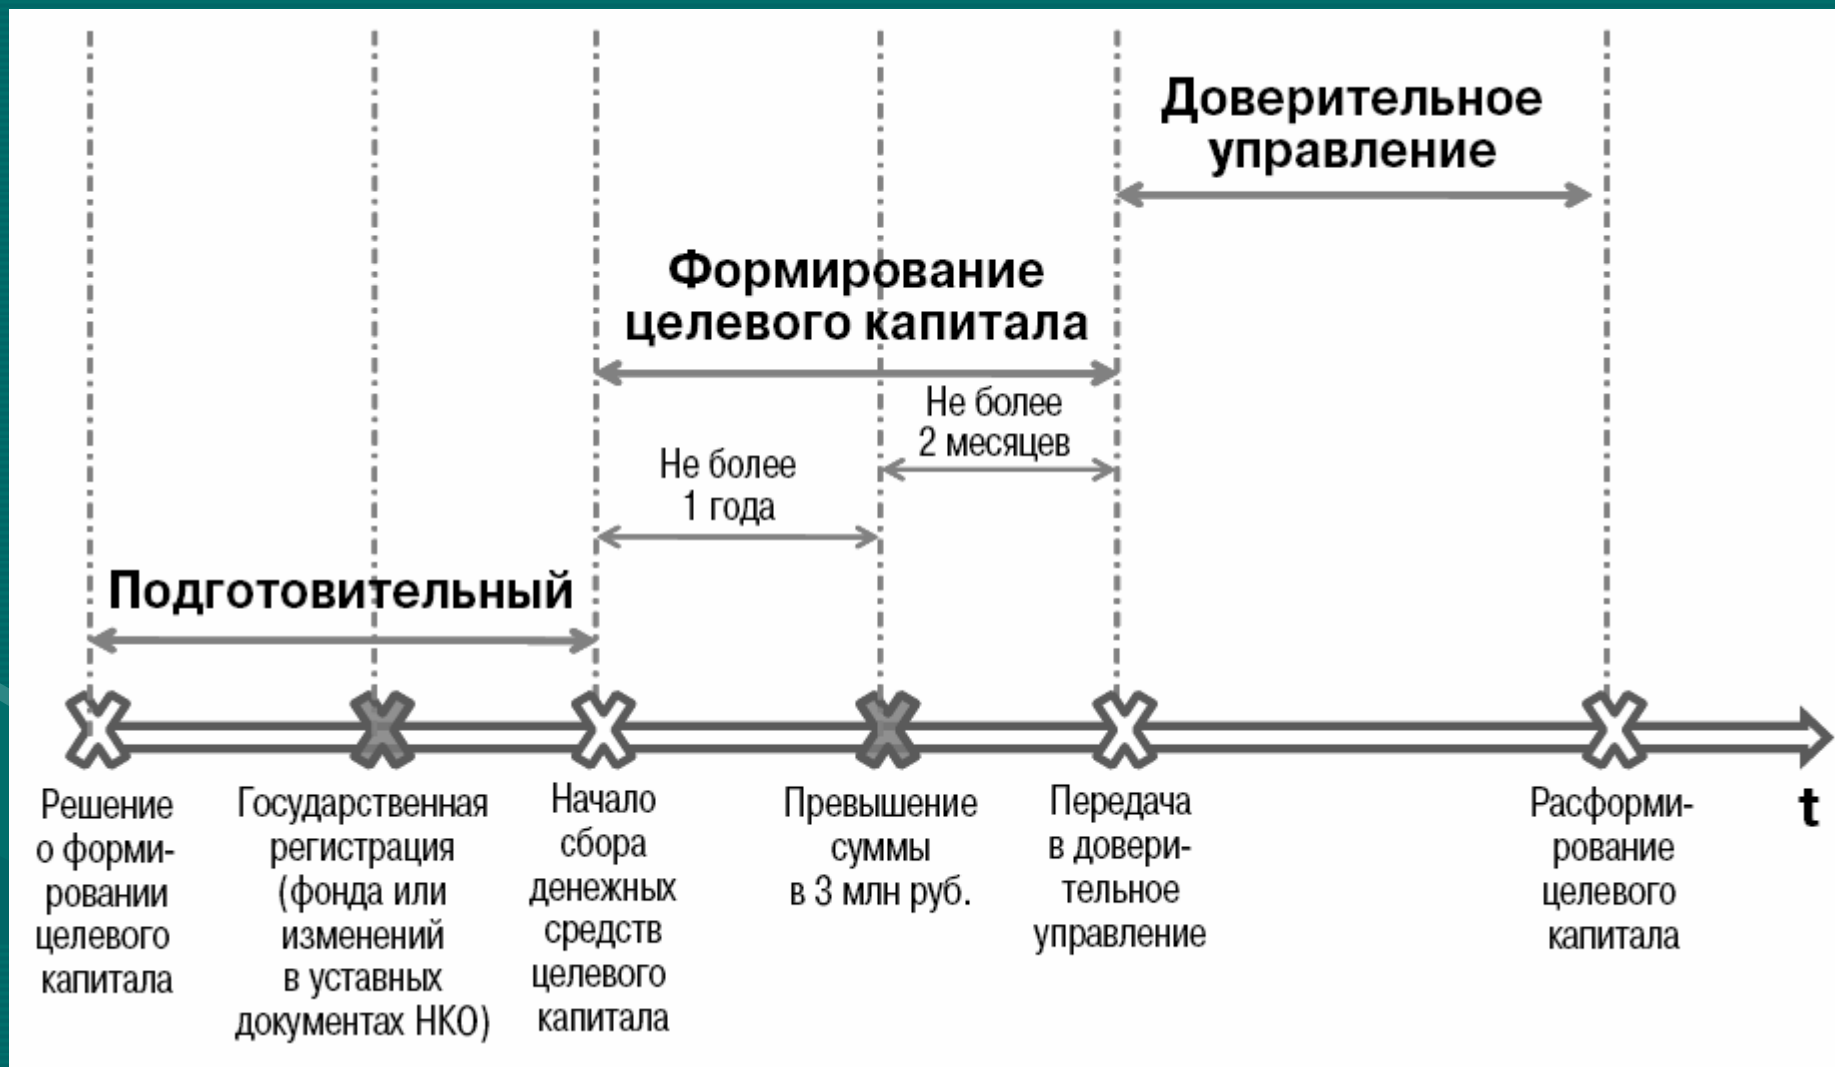 Доверительное
управление
Формирование
целевого капитала
Не более
2 месяцев
Не более
1 года
Подготовительный
Решение
о форми-
ровании
целевого
капитала
Государственная
регистрация
(фонда или
изменений
в уставных
документах НКО)
Начало
сбора
денежных
средств
целевого
капитала
Превышение
суммы
в 3 млн руб.
Передача
в довери-
тельное
управление
Расформи-
рование
целевого
капитала
t